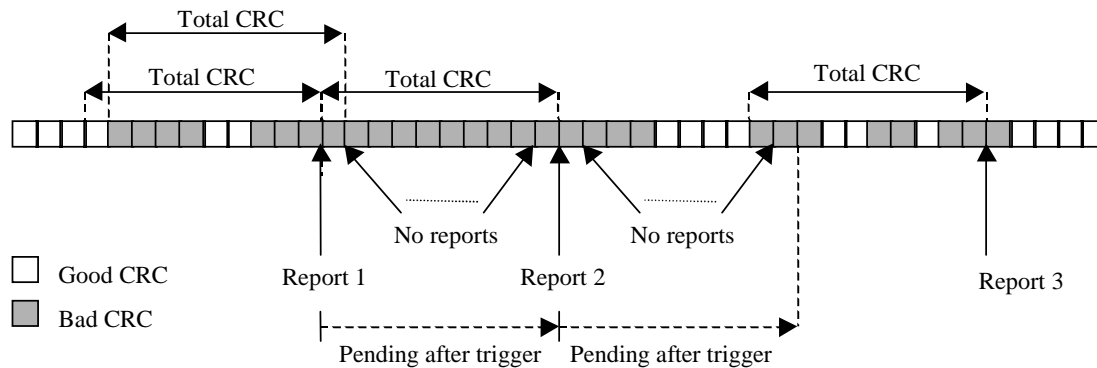 Total CRC
Total CRC
Total CRC
Total CRC
No reports
No reports
Report 1
Report 2
Report 3
Good CRC
Bad CRC
Pending after trigger
Pending after trigger